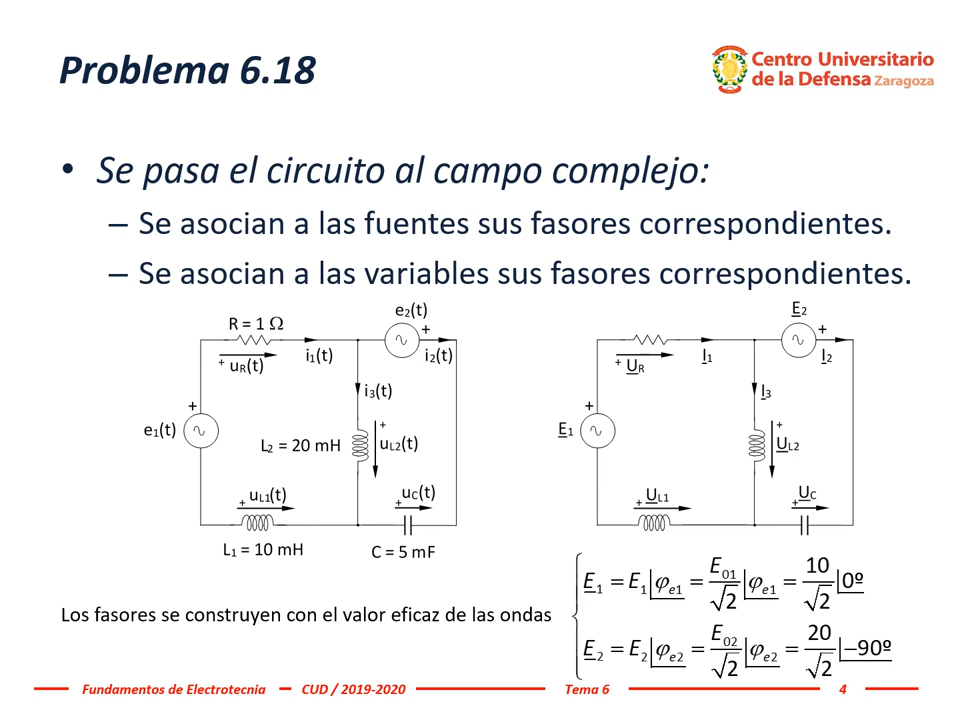 Problema 6.18
Centro Universitario
de la Defensa Zaragoza
• Se pasa el circuito al campo complejo:
– Se asocian a las fuentes sus fasores correspondientes.
– Se asocian a las variables sus fasores correspondientes.
e2(t)
R = 1 Ω
+
+ uR(t)
i1(t)
i2(t)
i3(t)
+
e1(t)
L2 = 20 mH
+
uL2(t)
uL1(t)
+
uC(t)
+
L1 = 10 mH
C = 5 mF
E2
+
+ UR
I1
I2
I3
+
E1
+
UL2
UL1
+
UC
+
Los fasores se construyen con el valor eficaz de las ondas
E1 = E1|φe1 = E01/√2|φe1 = 10/√2|0º
E2 = E2|φe2 = E02/√2|φe2 = 20/√2|−90º
Fundamentos de Electrotecnia — CUD / 2019-2020 — Tema 6 — 4